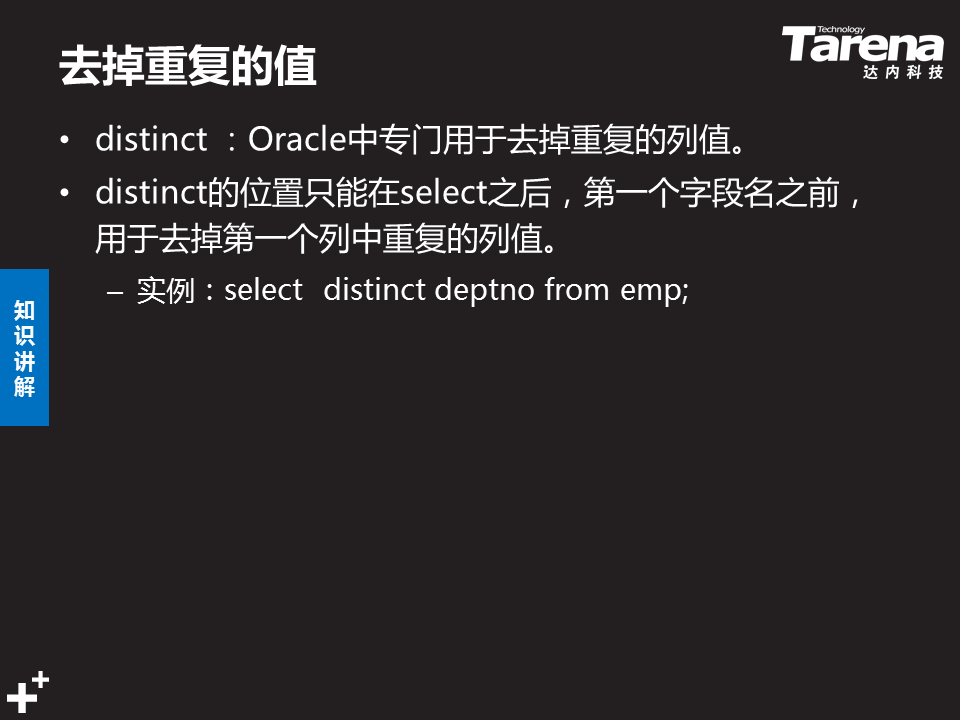 去掉重复的值
Technology
Tarena
达内科技
• distinct ：Oracle中专门用于去掉重复的列值。
• distinct的位置只能在select之后，第一个字段名之前，
用于去掉第一个列中重复的列值。
– 实例：select  distinct deptno from emp;
知
识
讲
解